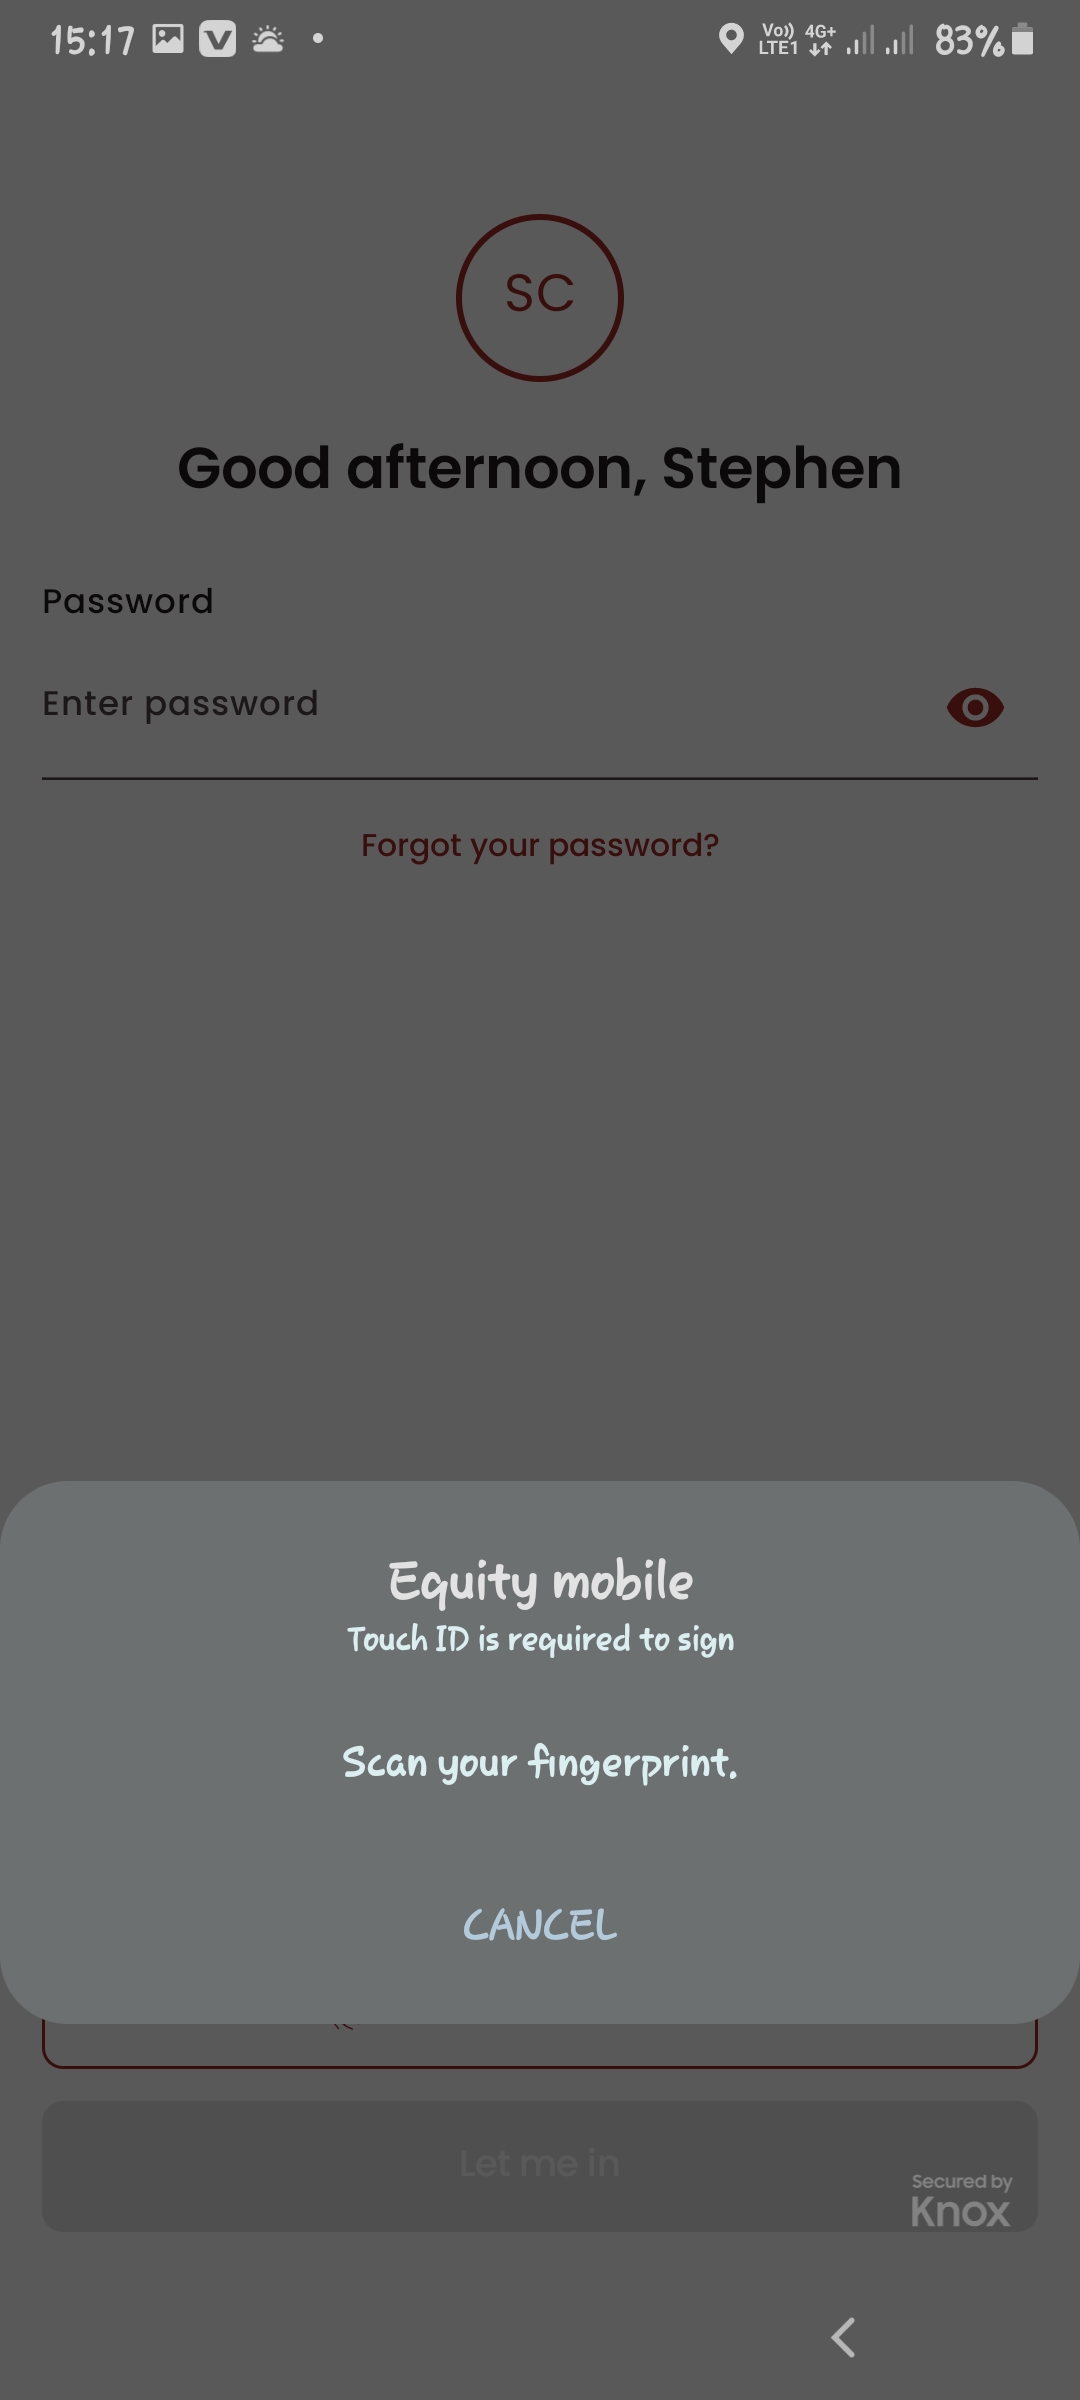 15:17
Vo)) 4G+ 83%
LTE1
SC
Good afternoon, Stephen
Password
Enter password
Forgot your password?
Equity mobile
Touch ID is required to sign
Scan your fingerprint.
CANCEL
Let me in
Secured by
Knox